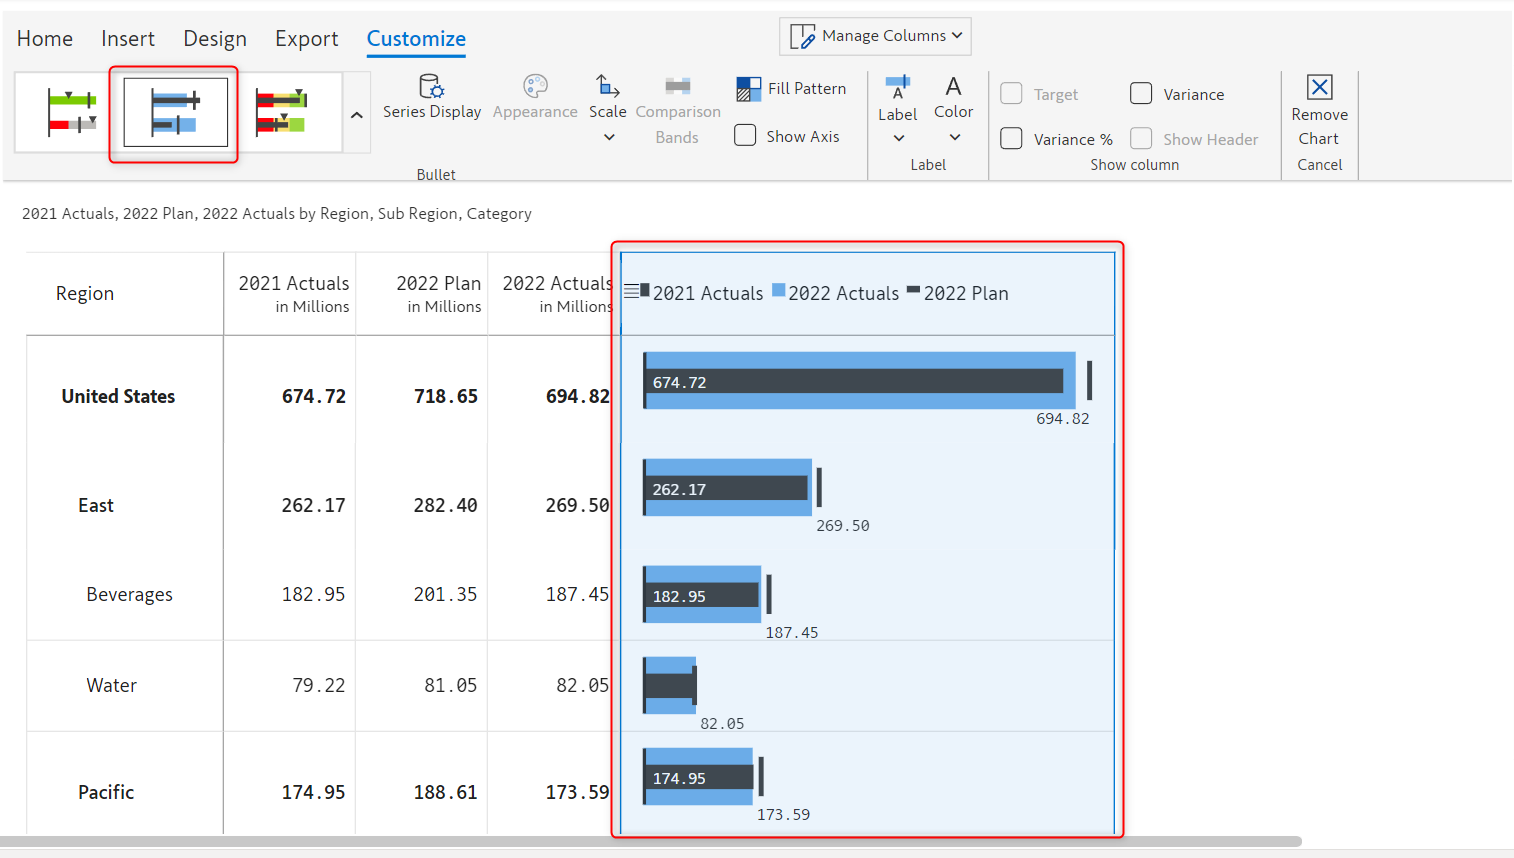 Home Insert Design Export Customize Manage Columns
Series Display Appearance Scale Comparison Bands Fill Pattern Show Axis
Bullet
Label Color
Label
Target Variance
Variance % Show Header
Show column
Remove Chart
Cancel
2021 Actuals, 2022 Plan, 2022 Actuals by Region, Sub Region, Category
Region 2021 Actuals 2022 Plan 2022 Actuals 2021 Actuals 2022 Actuals 2022 Plan
in Millions in Millions in Millions
United States 674.72 718.65 694.82 674.72
694.82
East 262.17 282.40 269.50 262.17
269.50
Beverages 182.95 201.35 187.45 182.95
187.45
Water 79.22 81.05 82.05
82.05
Pacific 174.95 188.61 173.59 174.95
173.59